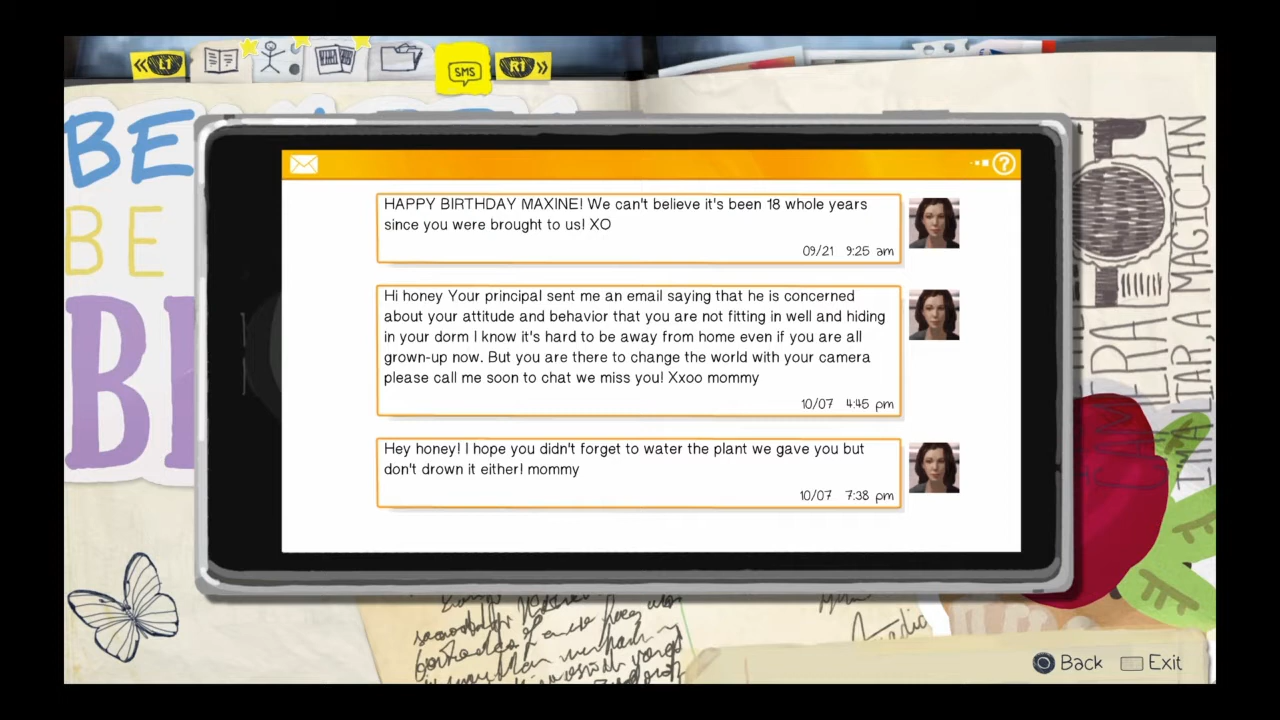 L1
SMS
R1
BE
BE
HAPPY BIRTHDAY MAXINE! We can't believe it's been 18 whole years
since you were brought to us! XO
09/21 9:25 am
Hi honey Your principal sent me an email saying that he is concerned
about your attitude and behavior that you are not fitting in well and hiding
in your dorm I know it's hard to be away from home even if you are all
grown-up now. But you are there to change the world with your camera
please call me soon to chat we miss you! Xxoo mommy
10/07 4:45 pm
Hey honey! I hope you didn't forget to water the plant we gave you but
don't drown it either! mommy
10/07 7:38 pm
?
A MAGICIAN
Back
Exit